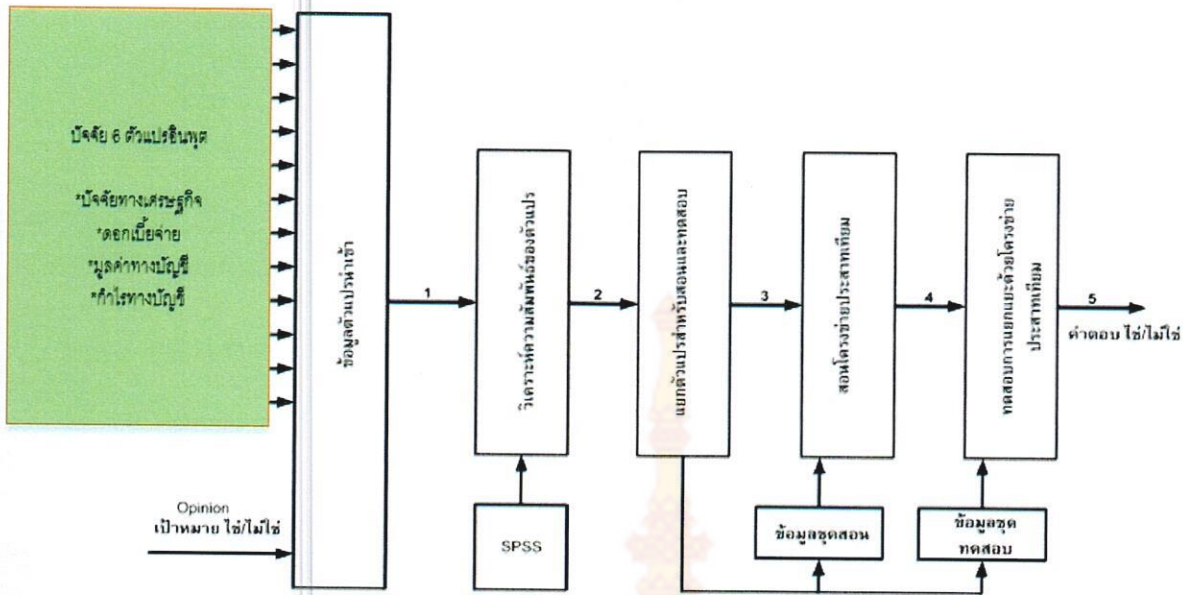 ปัจจัย 6 ตัวแปรอินพุต
*ปัจจัยทางเศรษฐกิจ
*ดอกเบี้ยจ่าย
*มูลค่าทางบัญชี
*กำไรทางบัญชี
Opinion
เป้าหมาย ใช่/ไม่ใช่
ข้อมูลตัวแปรนำเข้า
1
วิเคราะห์ความสัมพันธ์ของตัวแปร
SPSS
2
แยกตัวแปรสำหรับสอนและทดสอบ
3
สอนโครงข่ายประสาทเทียม
ข้อมูลชุดสอน
4
ทดสอบการแยกแยะด้วยโครงข่าย
ประสาทเทียม
ข้อมูลชุด
ทดสอบ
5
คำตอบ ใช่/ไม่ใช่